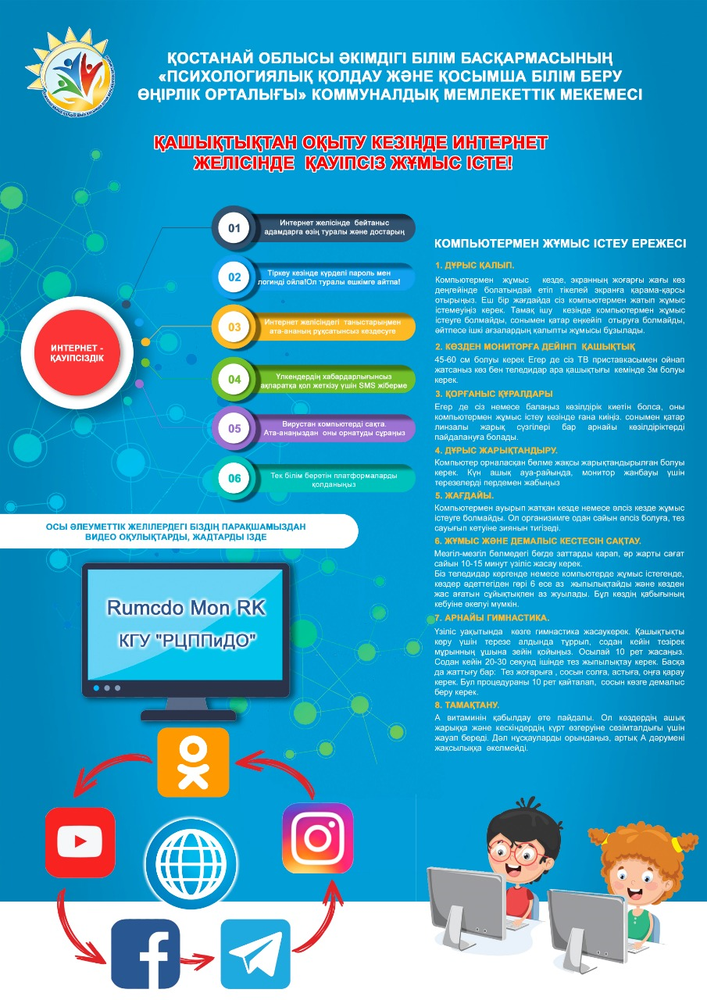 ҚОСТАНАЙ ОБЛЫСЫ ӘКІМДІГІ БІЛІМ БАСҚАРМАСЫНЫҢ
«ПСИХОЛОГИЯЛЫҚ ҚОЛДАУ ЖӘНЕ ҚОСЫМША БІЛІМ БЕРУ
ӨҢІРЛІК ОРТАЛЫҒЫ» КОММУНАЛДЫҚ МЕМЛЕКЕТТІК МЕКЕМЕСІ
ҚАШЫҚТЫҚТАН ОҚЫТУ КЕЗІНДЕ ИНТЕРНЕТ
ЖЕЛІСІНДЕ ҚАУІПСІЗ ЖҰМЫС ІСТЕ!
ИНТЕРНЕТ -
ҚАУІПСІЗДІК
01
Интернет желісінде бейтаныс
адамдарға өзің туралы және достарың
02
Тіркеу кезінде күрделі пароль мен
логинді ойла!Ол туралы ешкімге айтпа!
03
Интернет желісіндегі таныстарыңмен
ата-ананың рұқсатынсыз кездесуге
04
Үлкендердің хабардарлығынсыз
ақпаратқа қол жеткізу үшін SMS жіберме
05
Вирустан компьютерді сақта.
Ата-анаңыздан оны орнатуды сұраңыз
06
Тек білім беретін платформаларды
қолданыңыз
ОСЫ ӘЛЕУМЕТТІК ЖЕЛІЛЕРДЕГІ БІЗДІҢ ПАРАҚШАМЫЗДАН
ВИДЕО ОҚУЛЫҚТАРДЫ, ЖАДТАРДЫ ІЗДЕ
Rumcdo Mon RK
КГУ "РЦППиДО"
КОМПЬЮТЕРМЕН ЖҰМЫС ІСТЕУ ЕРЕЖЕСІ
1. ДҰРЫС ҚАЛЫП.
Компьютермен жұмыс кезде, экранның жоғарғы жағы көз
деңгейінде болатындай етіп тікелей экранға қарама-қарсы
отырыңыз. Еш бір жағдайда сіз компьютермен жатып жұмыс
істемеуіңіз керек. Тамақ ішу кезінде компьютермен жұмыс
істеуге болмайды, сонымен қатар еңкейіп отыруға болмайды,
әйтпесе ішкі ағзалардың қалыпты жұмысы бұзылады.
2. КӨЗДЕН МОНИТОРҒА ДЕЙІНГІ ҚАШЫҚТЫҚ
45-60 см болуы керек Егер де сіз ТВ приставкасымен ойнап
жатсаныз көз бен теледидар ара қашықтығы кемінде 3м болуы
керек.
3. ҚОРҒАНЫС ҚҰРАЛДАРЫ
Егер де сіз немесе балаңыз көзілдірік киетін болса, оны
компьютермен жұмыс істеу кезінде ғана киіңіз. сонымен қатар
линзалы жарық сүзгілері бар арнайы көзілдіріктерді
пайдалануға болады.
4. ДҰРЫС ЖАРЫҚТАНДЫРУ.
Компьютер орналасқан бөлме жақсы жарықтандырылған болуы
керек. Күн ашық ауа-райында, монитор жанбауы үшін
терезелерді пердемен жабыңыз
5. ЖАҒДАЙЫ.
Компьютермен ауырып жатқан кезде немесе әлсіз кезде жұмыс
істеуге болмайды. Ол организимге одан сайын әлсіз болуға, тез
сауығып кетуіне зиянын тигізеді.
6. ЖҰМЫС ЖӘНЕ ДЕМАЛЫС КЕСТЕСІН САҚТАУ.
Мезгіл-мезгіл бөлмедегі бөгде заттарды қарап, әр жарты сағат
сайын 10-15 минут үзіліс жасау керек.
Біз теледидар көргенде немесе компьютерде жұмыс істегенде,
көздер әдеттегіден гөрі 6 есе аз жыпылықтайды және көзден
жас ағатын сұйықтықпен аз жуылады. Бұл көздің қабығының
кебуіне әкелуі мүмкін.
7. АРНАЙЫ ГИМНАСТИКА.
Үзіліс уақытында көзге гимнастика жасаукерек. Қашықтықты
көру үшін терезе алдында тұррып, содан кейін тезірек
мұрынның ұшына зейін қойыңыз. Осылай 10 рет жасаңыз.
Содан кейін 20-30 секунд ішінде тез жыпылықтау керек. Басқа
да жаттығу бар: Тез жоғарыға , сосын солға, астыға, оңға қарау
керек. Бул процедураны 10 рет қайталап, сосын көзге демалыс
беру керек.
8. ТАМАҚТАНУ.
А витаминін қабылдау өте пайдалы. Ол көздердің ашық
жарыққа және кескіндердің күрт өзгеруіне сезімталдығы үшін
жауап береді. Дәл нұсқауларды орындаңыз, артық А дәрумені
жақсылыққа әкелмейді.